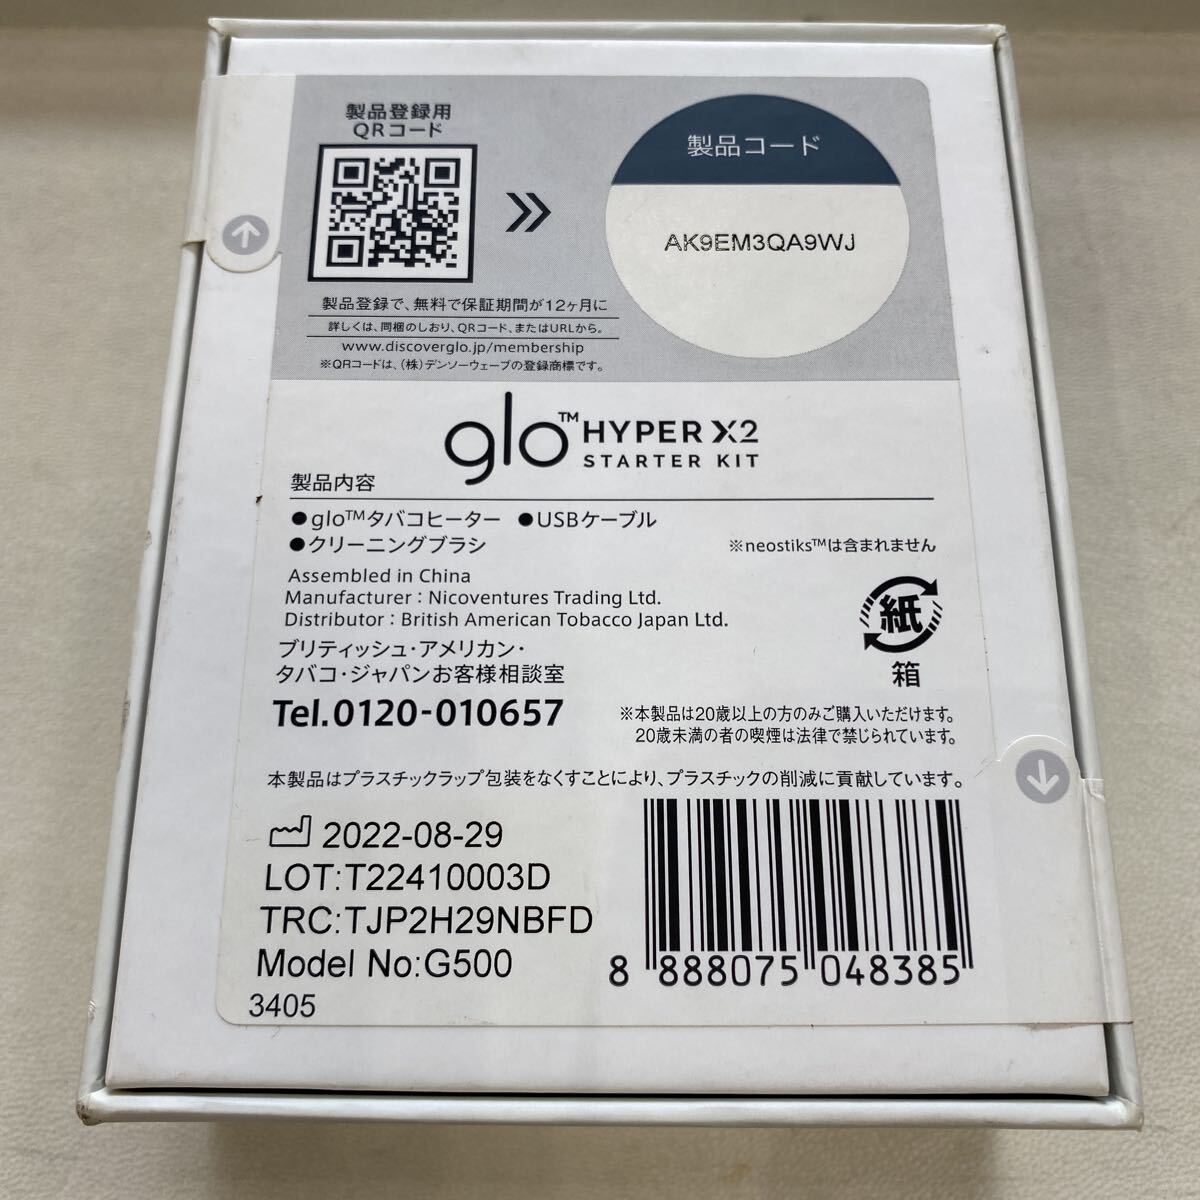 製品登録用
QRコード
製品コード
AK9EM3QA9WJ
製品登録で、無料で保証期間が12ヶ月に
詳しくは、同梱のしおり、QRコード、またはURLから。
www.discoverglo.jp/membership
※QRコードは、(株)デンソーウェーブの登録商標です。
glo™ HYPER X2
STARTER KIT
製品内容
●glo™タバコヒーター ●USBケーブル
●クリーニングブラシ ※neostiks™は含まれません
Assembled in China
Manufacturer : Nicoventures Trading Ltd.
Distributor : British American Tobacco Japan Ltd.
ブリティッシュ・アメリカン・
タバコ・ジャパンお客様相談室
Tel.0120-010657
紙
箱
※本製品は20歳以上の方のみご購入いただけます。
20歳未満の者の喫煙は法律で禁じられています。
本製品はプラスチックラップ包装をなくすことにより、プラスチックの削減に貢献しています。
2022-08-29
LOT:T22410003D
TRC:TJP2H29NBFD
Model No:G500
3405
8 888075 048385